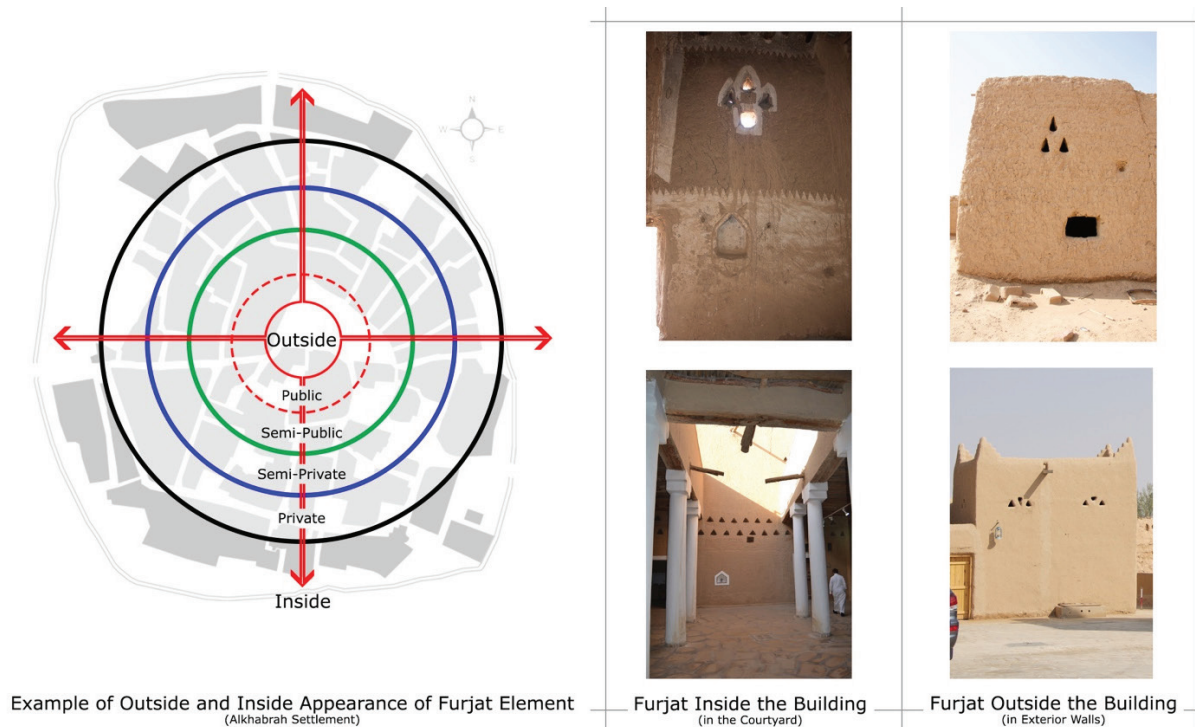 N
W E
S
Outside
Public
Semi-Public
Semi-Private
Private
Inside
Example of Outside and Inside Appearance of Furjat Element
(Alkhabrah Settlement)
Furjat Inside the Building
(in the Courtyard)
Furjat Outside the Building
(in Exterior Walls)